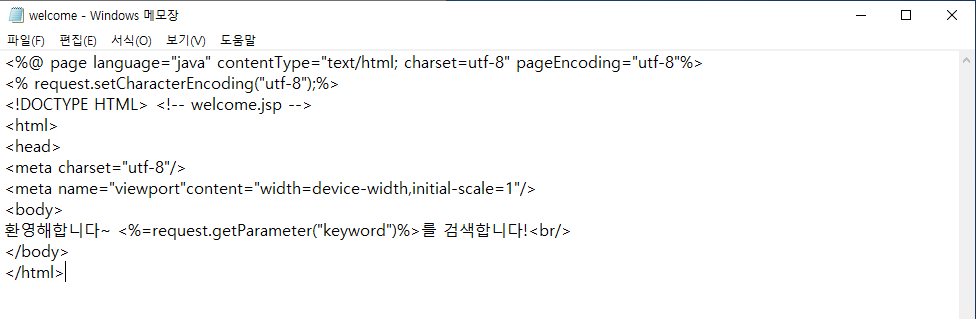 welcome - Windows 메모장
파일(F) 편집(E) 서식(O) 보기(V) 도움말
<%@ page language="java" contentType="text/html; charset=utf-8" pageEncoding="utf-8"%>
<% request.setCharacterEncoding("utf-8");%>
<!DOCTYPE HTML> <!-- welcome.jsp -->
<html>
<head>
<meta charset="utf-8"/>
<meta name="viewport"content="width=device-width,initial-scale=1"/>
<body>
환영해합니다~ <%=request.getParameter("keyword")%>를 검색합니다!<br/>
</body>
</html>